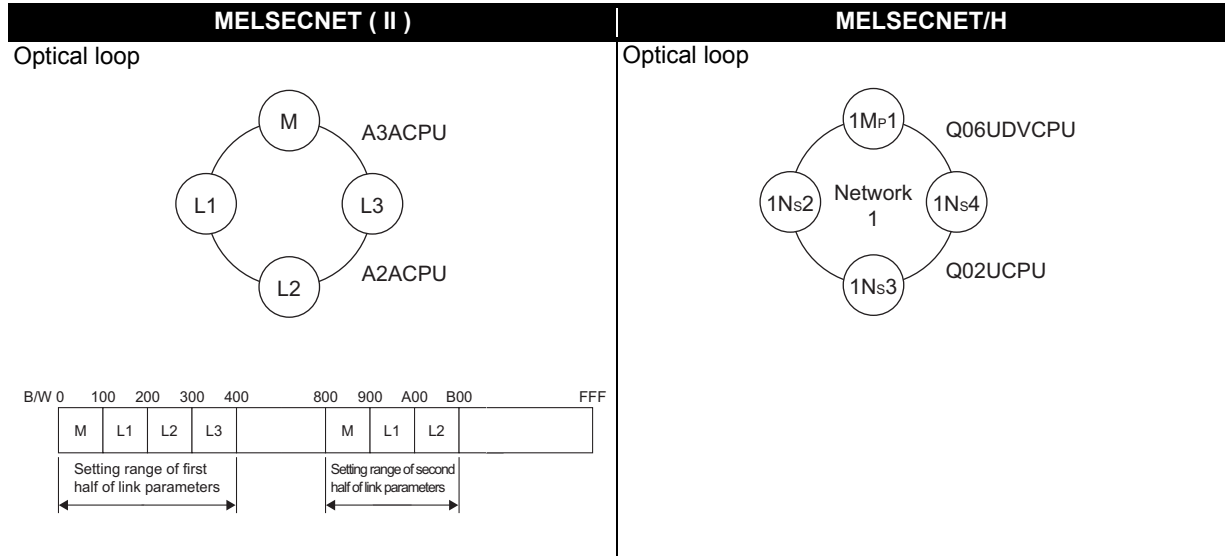 MELSECNET ( II )
MELSECNET/H
Optical loop
M
A3ACPU
L1
L3
L2
A2ACPU
B/W 0 100 200 300 400 800 900 A00 B00 FFF
M L1 L2 L3 M L1 L2
Setting range of first
half of link parameters
Setting range of second
half of link parameters
Optical loop
1MP1
Q06UDVCPU
1NS2
Network
1
1NS4
1NS3
Q02UCPU